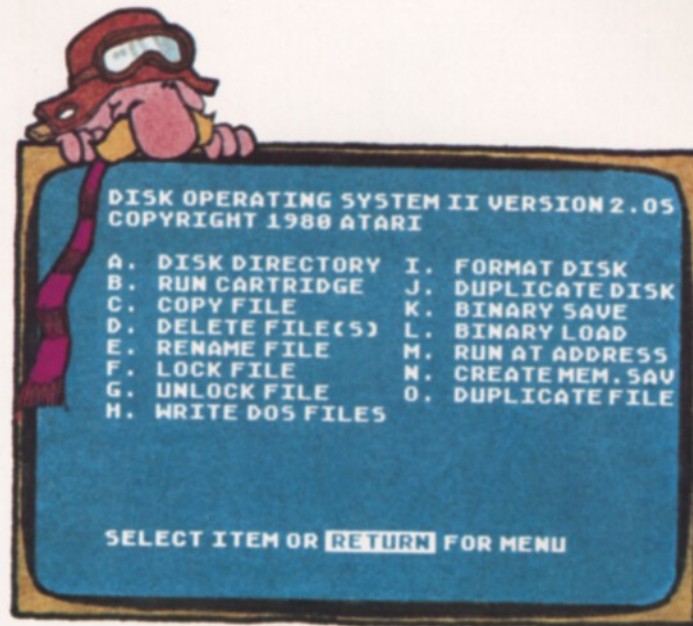 DISK OPERATING SYSTEM II VERSION 2.0S
COPYRIGHT 1980 ATARI
A. DISK DIRECTORY
B. RUN CARTRIDGE
C. COPY FILE
D. DELETE FILE(S)
E. RENAME FILE
F. LOCK FILE
G. UNLOCK FILE
H. WRITE DOS FILES
I. FORMAT DISK
J. DUPLICATE DISK
K. BINARY SAVE
L. BINARY LOAD
M. RUN AT ADDRESS
N. CREATE MEM.SAV
O. DUPLICATE FILE
SELECT ITEM OR RETURN FOR MENU